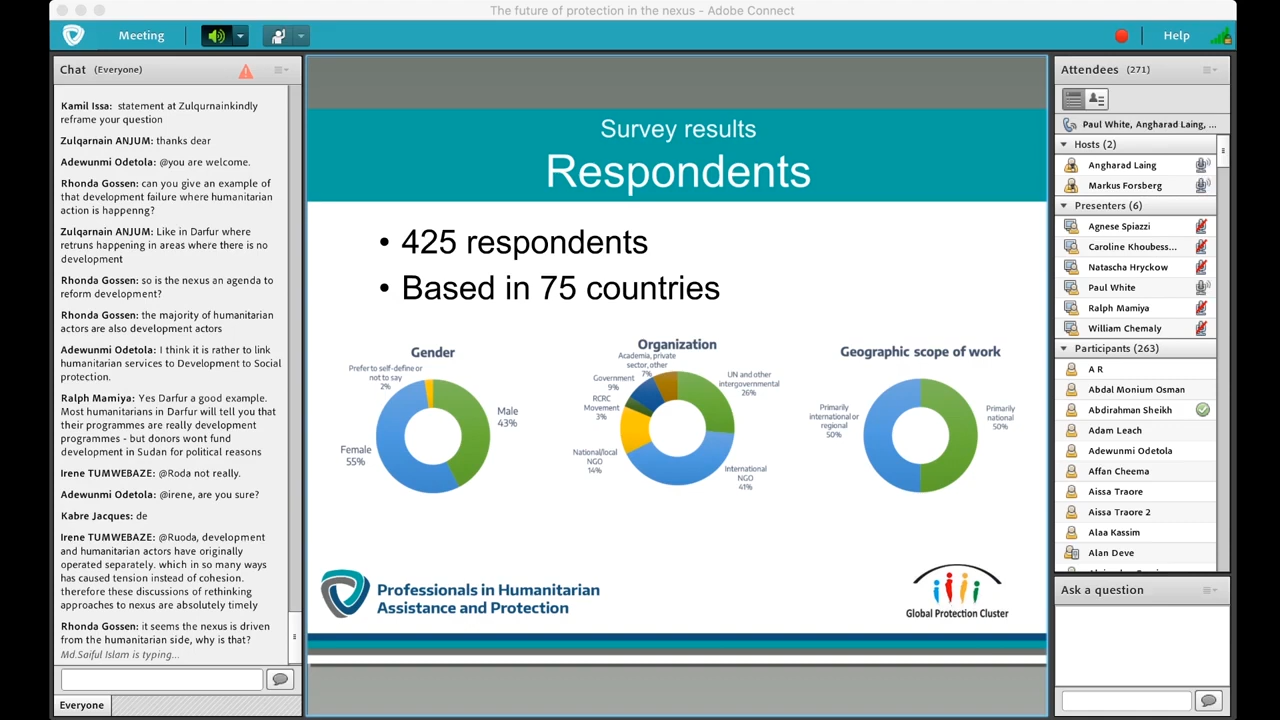 The future of protection in the nexus - Adobe Connect
Meeting
Help
Chat (Everyone)
Kamil Issa: statement at Zulqurnainkindly
reframe your question
Zulqarnain ANJUM: thanks dear
Adewunmi Odetola: @you are welcome.
Rhonda Gossen: can you give an example of
that development failure where humanitarian
action is happenng?
Zulqarnain ANJUM: Like in Darfur where
retruns happening in areas where there is no
development
Rhonda Gossen: so is the nexus an agenda to
reform development?
Rhonda Gossen: the majority of humanitarian
actors are also development actors
Adewunmi Odetola: I think it is rather to link
humanitarian services to Development to Social
protection.
Ralph Mamiya: Yes Darfur a good example.
Most humanitarians in Darfur will tell you that
their programmes are really development
programmes - but donors wont fund
development in Sudan for political reasons
Irene TUMWEBAZE: @Roda not really.
Adewunmi Odetola: @irene, are you sure?
Kabre Jacques: de
Irene TUMWEBAZE: @Ruoda, development
and humanitarian actors have originally
operated separately. which in so many ways
has caused tension instead of cohesion.
therefore these discussions of rethinking
approaches to nexus are absolutely timely
Rhonda Gossen: it seems the nexus is driven
from the humanitarian side, why is that?
Md.Saiful Islam is typing...
Everyone
Survey results
Respondents
• 425 respondents
• Based in 75 countries
Gender
Prefer to self-define or
not to say
2%
Male
43%
Female
55%
Organization
Academia, private
sector, other
7%
Government
9%
RCRC
Movement
3%
National/local
NGO
14%
UN and other
intergovernmental
26%
International
NGO
41%
Geographic scope of work
Primarily
international or
regional
50%
Primarily
national
50%
Professionals in Humanitarian
Assistance and Protection
Global Protection Cluster
Attendees (271)
Paul White, Angharad Laing, ...
Hosts (2)
Angharad Laing
Markus Forsberg
Presenters (6)
Agnese Spiazzi
Caroline Khoubess...
Natascha Hryckow
Paul White
Ralph Mamiya
William Chemaly
Participants (263)
A R
Abdal Monium Osman
Abdirahman Sheikh
Adam Leach
Adewunmi Odetola
Affan Cheema
Aissa Traore
Aissa Traore 2
Alaa Kassim
Alan Deve
Ask a question